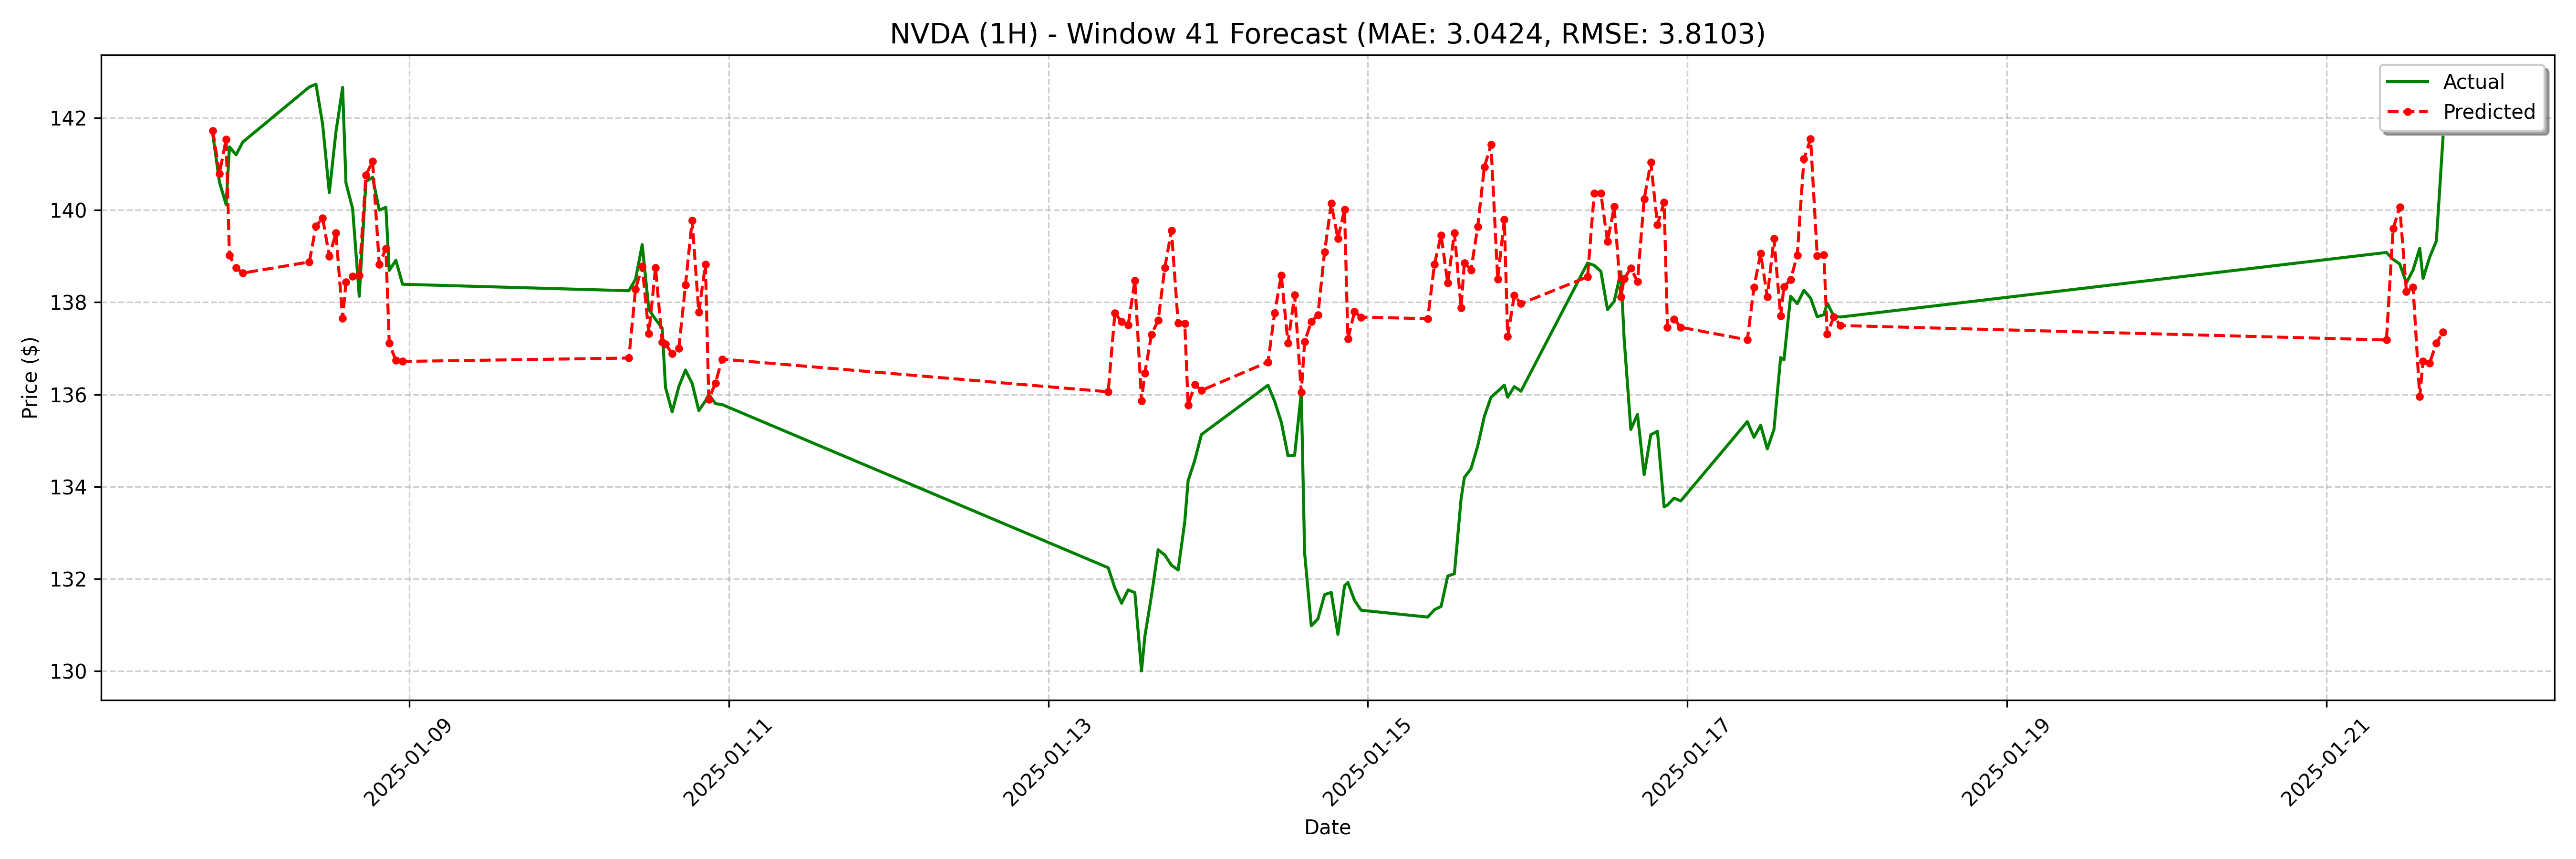 NVDA (1H) - Window 41 Forecast (MAE: 3.0424, RMSE: 3.8103)
Actual
Predicted
Price ($)
142
140
138
136
134
132
130
2025-01-09
2025-01-11
2025-01-13
2025-01-15
2025-01-17
2025-01-19
2025-01-21
Date